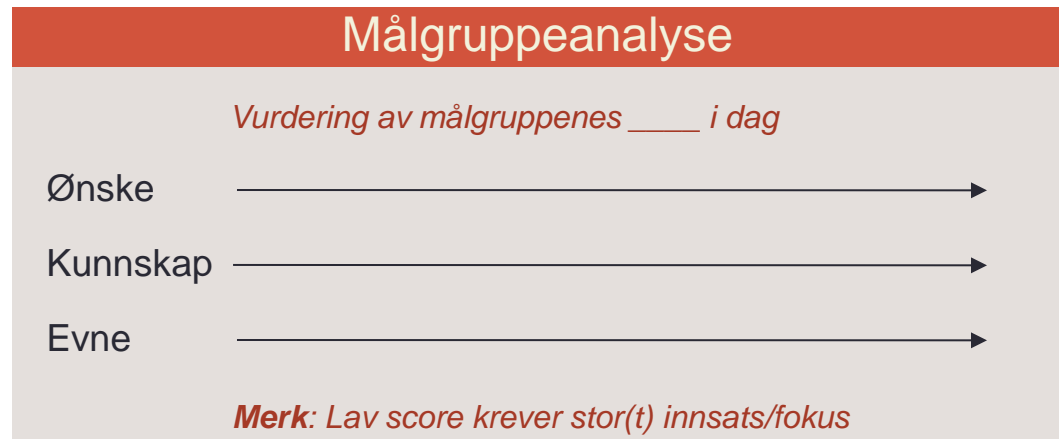 Målgruppeanalyse
Vurdering av målgruppenes ____ i dag
Ønske
Kunnskap
Evne
Merk: Lav score krever stor(t) innsats/fokus